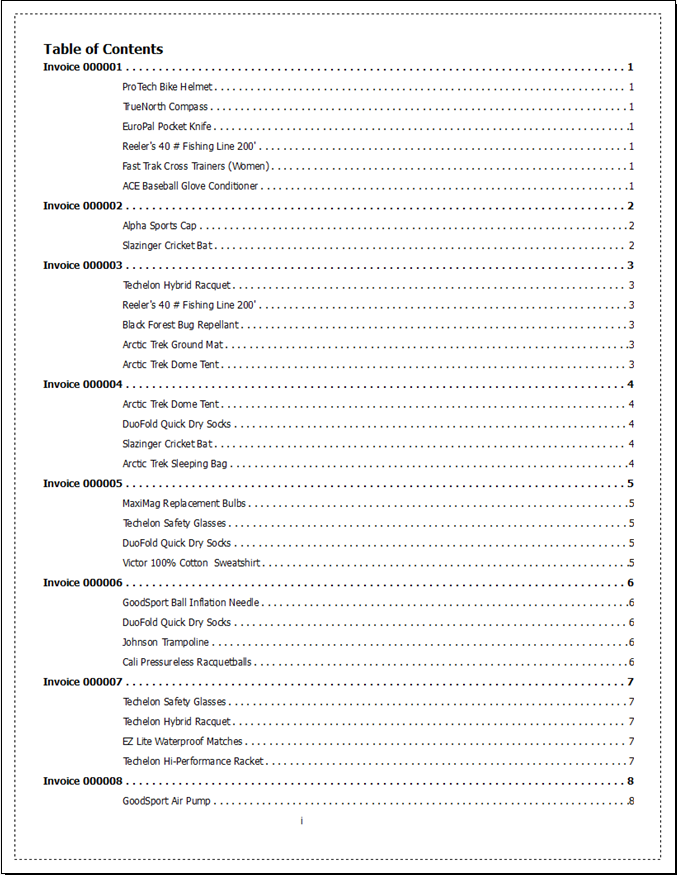 Table of Contents
Invoice 000001 . . . . . . . . . . . . . . . . . . . . 1
ProTech Bike Helmet . . . . . . . . . . . . . . . . . . . . 1
TrueNorth Compass . . . . . . . . . . . . . . . . . . . . 1
EuroPal Pocket Knife . . . . . . . . . . . . . . . . . . . . 1
Reeler's 40 # Fishing Line 200' . . . . . . . . . . . . . . . . . . . . 1
Fast Trak Cross Trainers (Women) . . . . . . . . . . . . . . . . . . . . 1
ACE Baseball Glove Conditioner . . . . . . . . . . . . . . . . . . . . 1
Invoice 000002 . . . . . . . . . . . . . . . . . . . . 2
Alpha Sports Cap . . . . . . . . . . . . . . . . . . . . 2
Slazinger Cricket Bat . . . . . . . . . . . . . . . . . . . . 2
Invoice 000003 . . . . . . . . . . . . . . . . . . . . 3
Techelon Hybrid Racquet . . . . . . . . . . . . . . . . . . . . 3
Reeler's 40 # Fishing Line 200' . . . . . . . . . . . . . . . . . . . . 3
Black Forest Bug Repellant . . . . . . . . . . . . . . . . . . . . 3
Arctic Trek Ground Mat . . . . . . . . . . . . . . . . . . . . 3
Arctic Trek Dome Tent . . . . . . . . . . . . . . . . . . . . 3
Invoice 000004 . . . . . . . . . . . . . . . . . . . . 4
Arctic Trek Dome Tent . . . . . . . . . . . . . . . . . . . . 4
DuoFold Quick Dry Socks . . . . . . . . . . . . . . . . . . . . 4
Slazinger Cricket Bat . . . . . . . . . . . . . . . . . . . . 4
Arctic Trek Sleeping Bag . . . . . . . . . . . . . . . . . . . . 4
Invoice 000005 . . . . . . . . . . . . . . . . . . . . 5
MaxiMag Replacement Bulbs . . . . . . . . . . . . . . . . . . . . 5
Techelon Safety Glasses . . . . . . . . . . . . . . . . . . . . 5
DuoFold Quick Dry Socks . . . . . . . . . . . . . . . . . . . . 5
Victor 100% Cotton  Sweatshirt . . . . . . . . . . . . . . . . . . . . 5
Invoice 000006 . . . . . . . . . . . . . . . . . . . . 6
GoodSport Ball Inflation Needle . . . . . . . . . . . . . . . . . . . . 6
DuoFold Quick Dry Socks . . . . . . . . . . . . . . . . . . . . 6
Johnson Trampoline . . . . . . . . . . . . . . . . . . . . 6
Cali Pressureless Racquetballs . . . . . . . . . . . . . . . . . . . . 6
Invoice 000007 . . . . . . . . . . . . . . . . . . . . 7
Techelon Safety Glasses . . . . . . . . . . . . . . . . . . . . 7
Techelon Hybrid Racquet . . . . . . . . . . . . . . . . . . . . 7
EZ Lite Waterproof Matches . . . . . . . . . . . . . . . . . . . . 7
Techelon Hi-Performance Racket . . . . . . . . . . . . . . . . . . . . 7
Invoice 000008 . . . . . . . . . . . . . . . . . . . . 8
GoodSport Air Pump . . . . . . . . . . . . . . . . . . . . 8
i